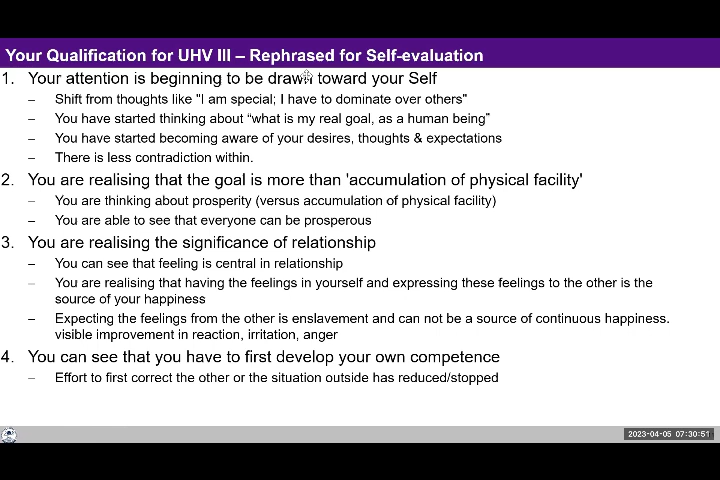 Your Qualification for UHV III – Rephrased for Self-evaluation
1. Your attention is beginning to be drawn toward your Self
– Shift from thoughts like "I am special; I have to dominate over others"
– You have started thinking about “what is my real goal, as a human being”
– You have started becoming aware of your desires, thoughts & expectations
– There is less contradiction within.
2. You are realising that the goal is more than 'accumulation of physical facility'
– You are thinking about prosperity (versus accumulation of physical facility)
– You are able to see that everyone can be prosperous
3. You are realising the significance of relationship
– You can see that feeling is central in relationship
– You are realising that having the feelings in yourself and expressing these feelings to the other is the
source of your happiness
– Expecting the feelings from the other is enslavement and can not be a source of continuous happiness.
visible improvement in reaction, irritation, anger
4. You can see that you have to first develop your own competence
– Effort to first correct the other or the situation outside has reduced/stopped
2023-04-05 07:30:51